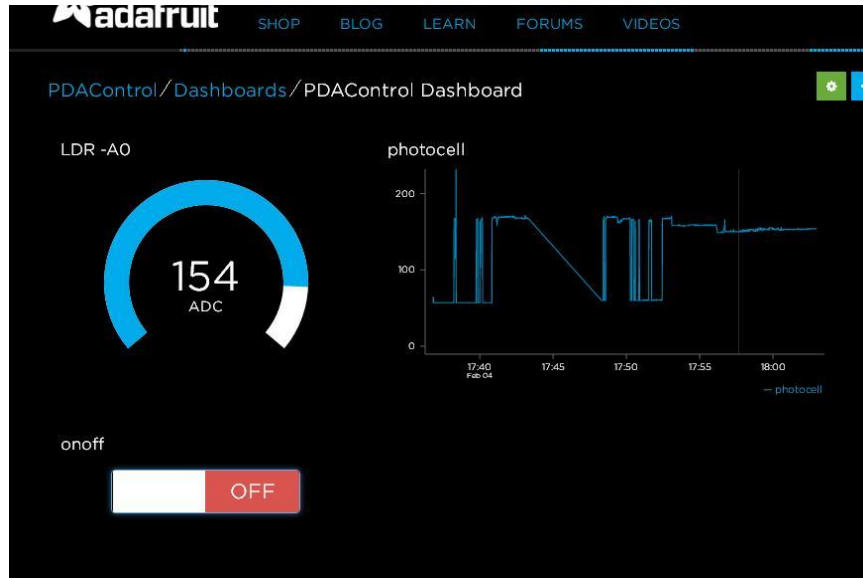 adafruit SHOP BLOG LEARN FORUMS VIDEOS
PDAControl/Dashboards/PDAControl Dashboard
LDR -A0
154
ADC
photocell
200
100
0
17:40 17:45 17:50 17:55 18:00
Feb 04
— photocell
onoff
OFF